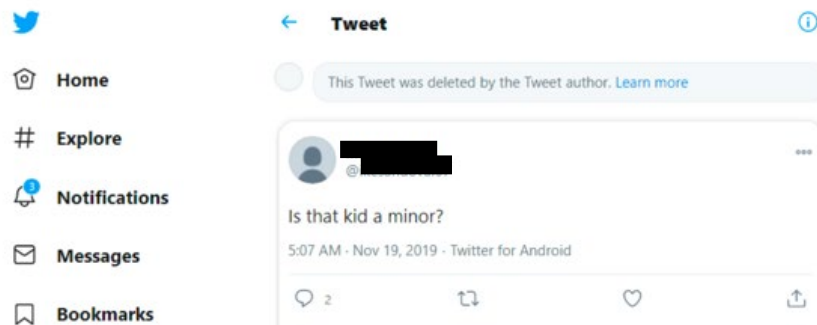 Tweet
Home
This Tweet was deleted by the Tweet author. Learn more
Explore
3
Notifications
Is that kid a minor?
5:07 AM · Nov 19, 2019 · Twitter for Android
Messages
2
Bookmarks